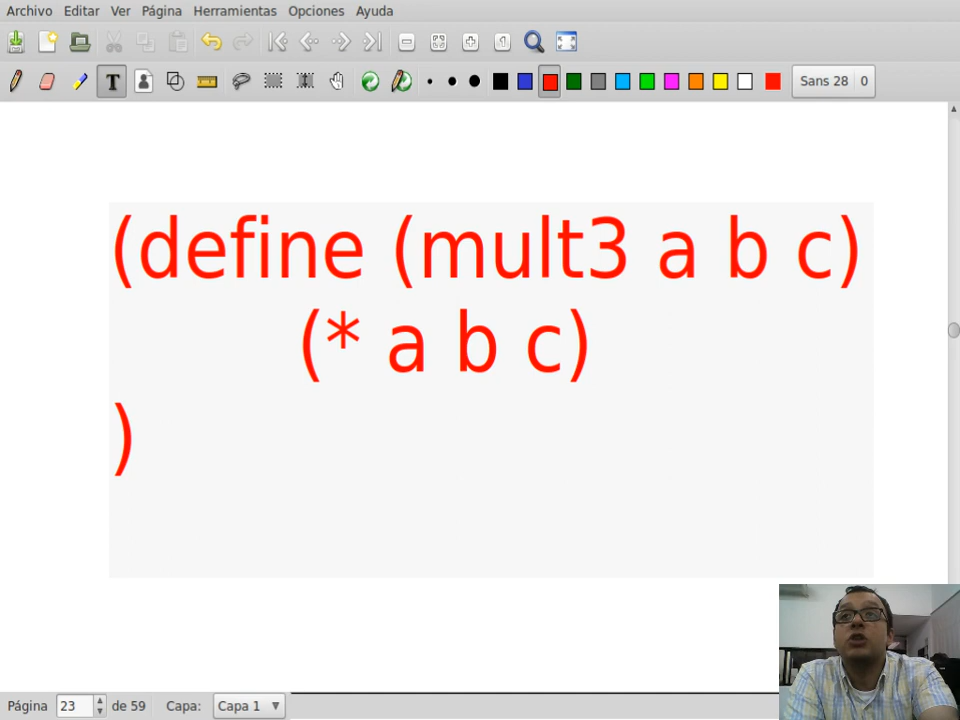 Archivo Editar Ver Página Herramientas Opciones Ayuda
T Sans 28 0
(define (mult3 a b c)
(* a b c)
)
Página 23 de 59 Capa: Capa 1